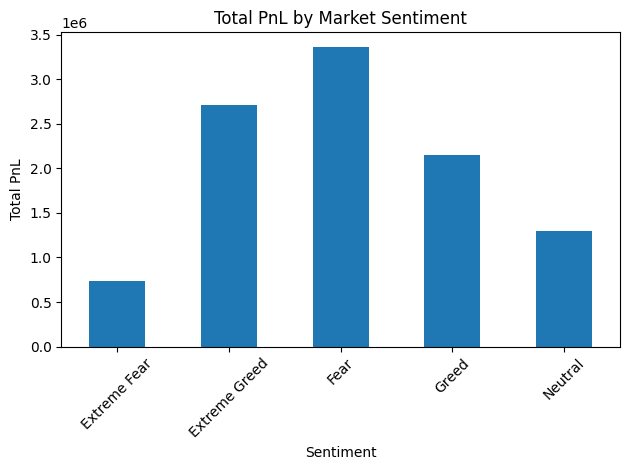 Total PnL by Market Sentiment
1e6
3.5
3.0
2.5
2.0
1.5
1.0
0.5
0.0
Total PnL
Extreme Fear
Extreme Greed
Fear
Greed
Neutral
Sentiment